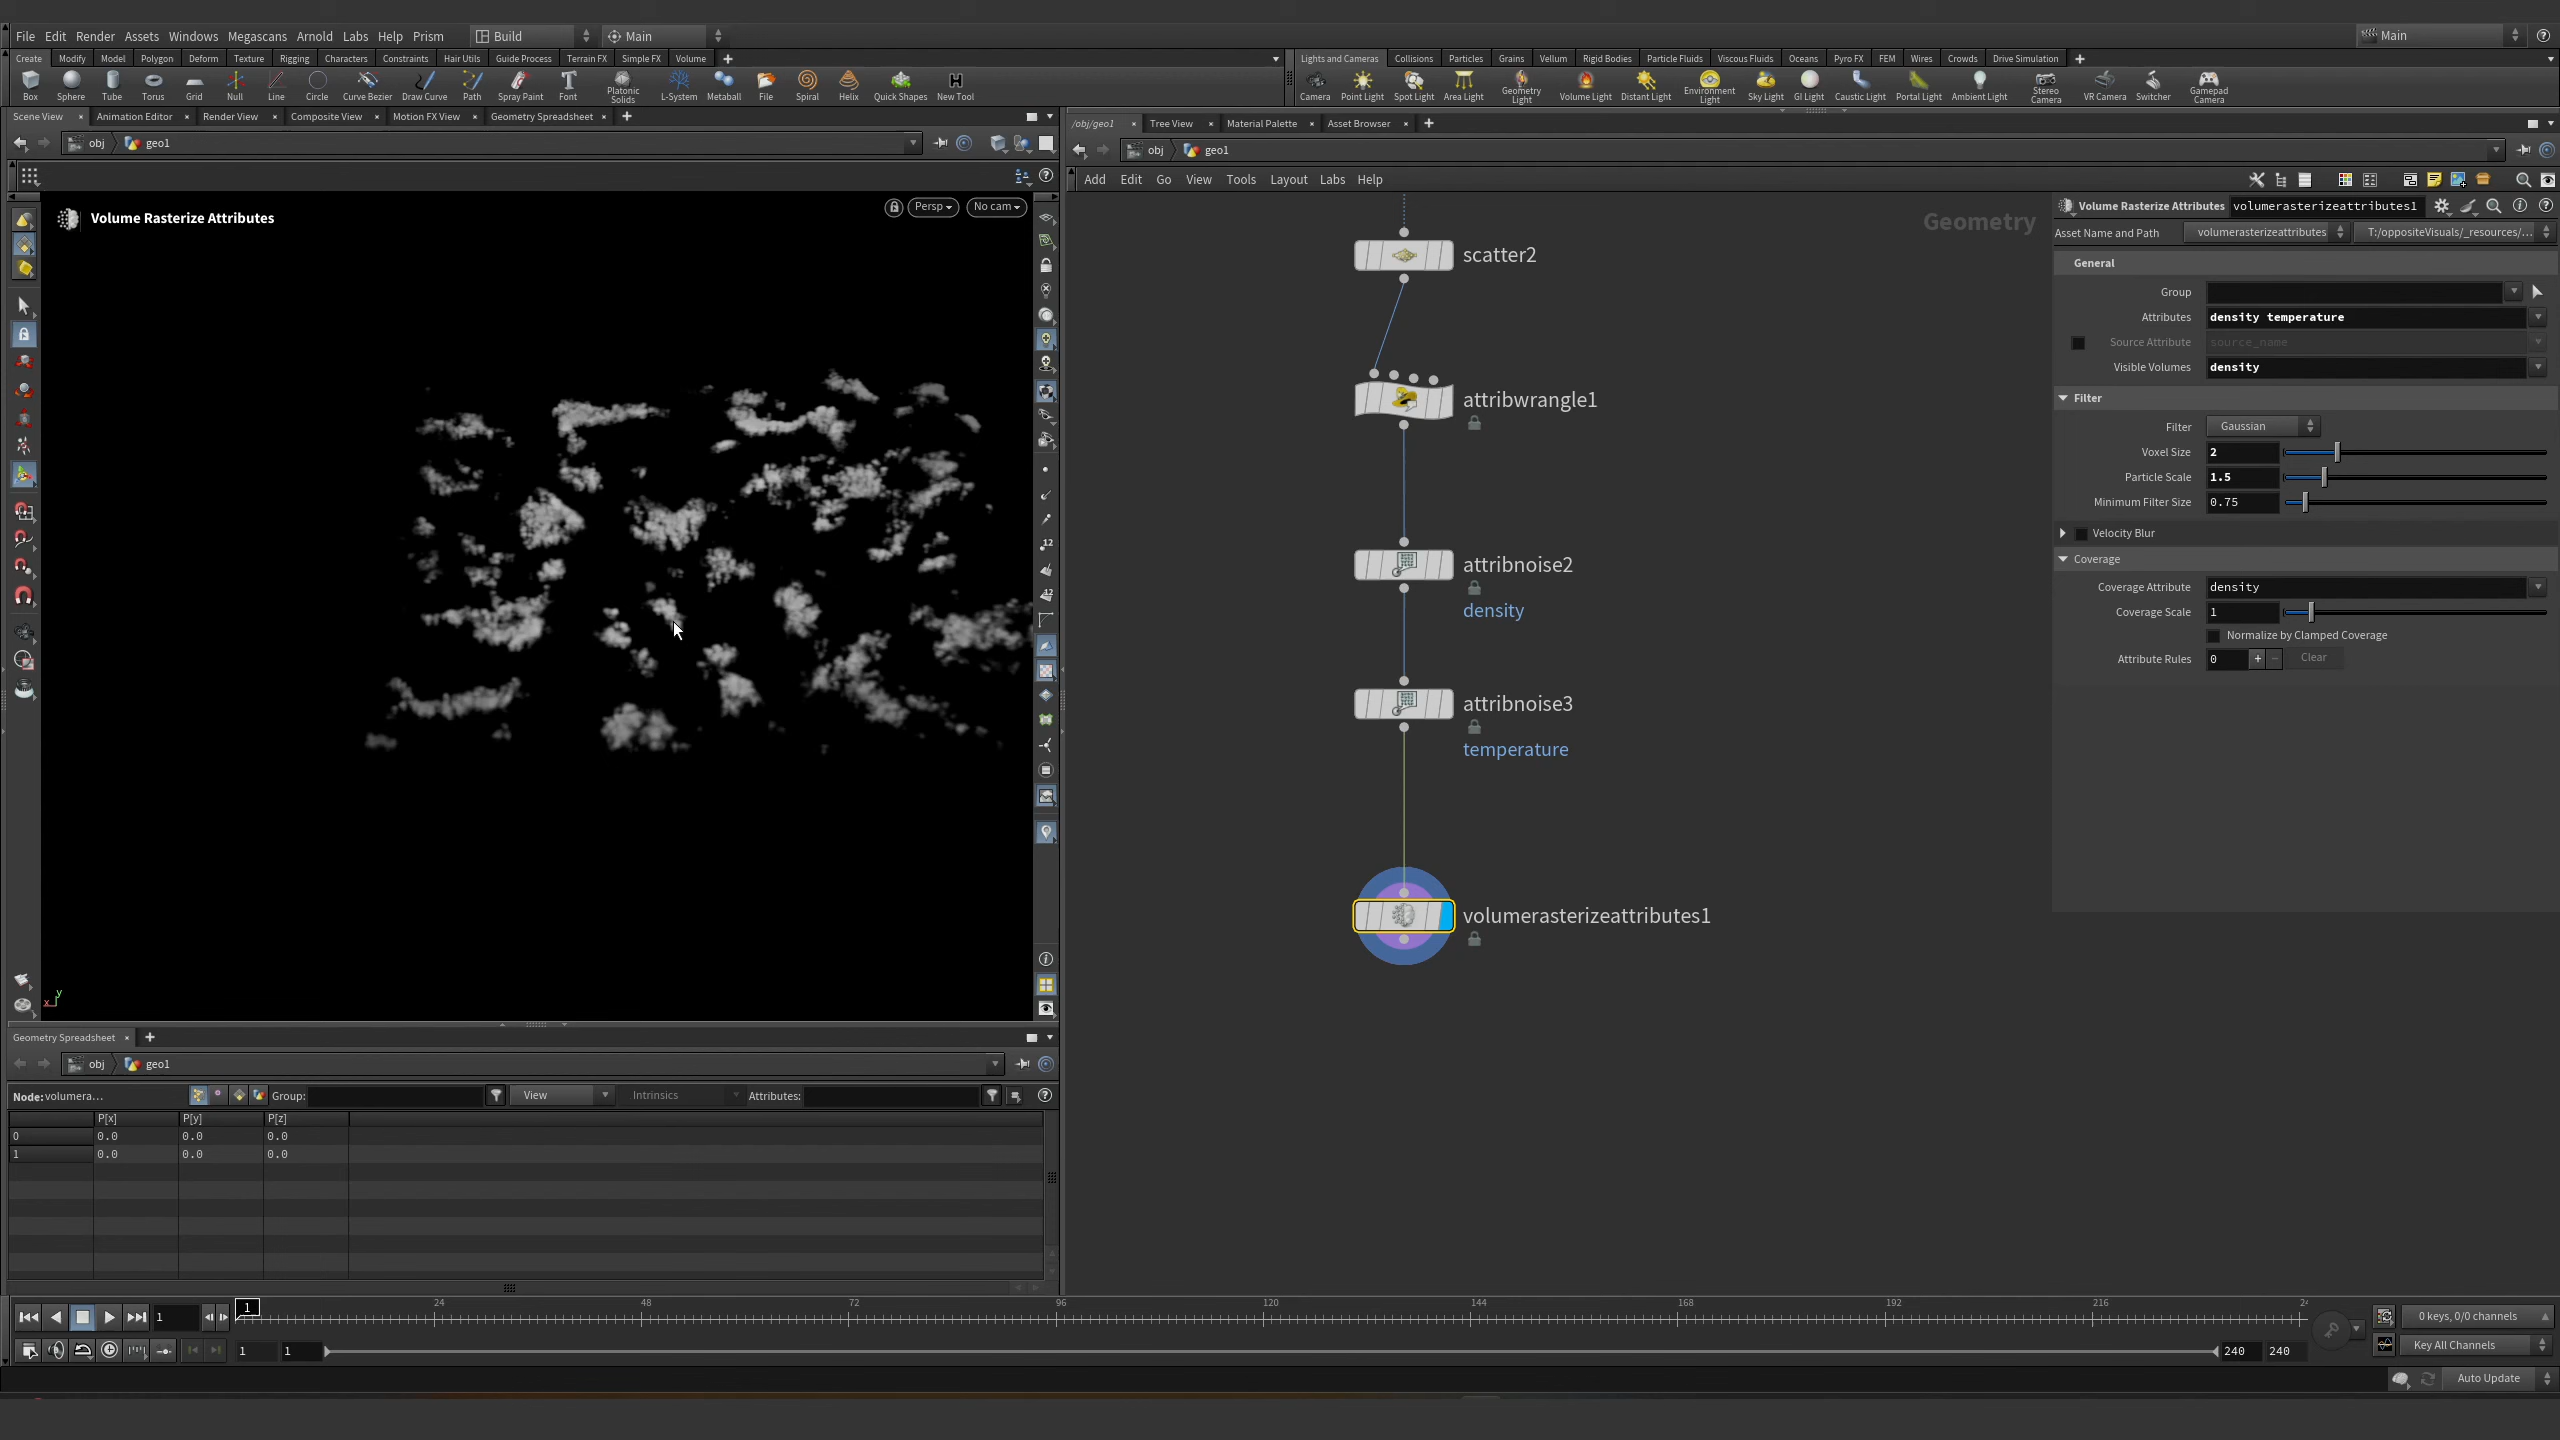 File Edit Render Assets Windows Megascans Arnold Labs Help Prism Build Main Main
Create Modify Model Polygon Deform Texture Rigging Characters Constraints Hair Utils Guide Process Terrain FX Simple FX Volume
Lights and Cameras Collisions Particles Grains Vellum Rigid Bodies Particle Fluids Viscous Fluids Oceans Pyro FX FEM Wires Crowds Drive Simulation
Box Sphere Tube Torus Grid Null Line Circle Curve Bezier Draw Curve Path Spray Paint Font Platonic Solids L-System Metaball File Spiral Helix Quick Shapes New Tool
Camera Point Light Spot Light Area Light Geometry Light Volume Light Distant Light Environment Light Sky Light GI Light Caustic Light Portal Light Ambient Light Stereo Camera VR Camera Switcher Gamepad Camera
Scene View Animation Editor Render View Composite View Motion FX View Geometry Spreadsheet
obj geo1
Volume Rasterize Attributes
Persp No cam
12
12
y
x
Geometry Spreadsheet
obj geo1
Node:volumera... Group: View Intrinsics Attributes:
P[x] P[y] P[z]
0 0.0 0.0 0.0
1 0.0 0.0 0.0
/obj/geo1 Tree View Material Palette Asset Browser
obj geo1
Add Edit Go View Tools Layout Labs Help
Geometry
scatter2
attribwrangle1
attribnoise2
density
attribnoise3
temperature
volumerasterizeattributes1
Volume Rasterize Attributes volumerasterizeattributes1
Asset Name and Path volumerasterizeattributes T:/oppositeVisuals/_resources/...
General
Group
Attributes density temperature
Source Attribute source_name
Visible Volumes density
Filter
Filter Gaussian
Voxel Size 2
Particle Scale 1.5
Minimum Filter Size 0.75
Velocity Blur
Coverage
Coverage Attribute density
Coverage Scale 1
Normalize by Clamped Coverage
Attribute Rules 0 + - Clear
1 1 24 48 72 96 120 144 168 192 216 24
0 keys, 0/0 channels
1 1 240 240 Key All Channels
Auto Update